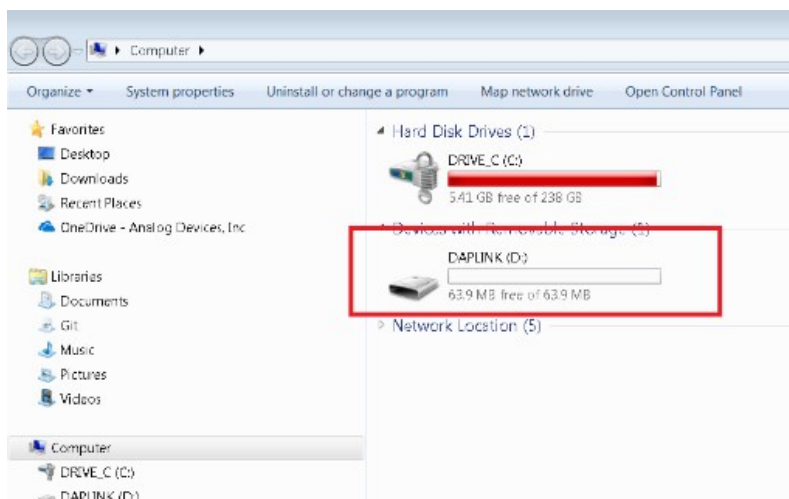 Computer
Organize System properties Uninstall or change a program Map network drive Open Control Panel
Favorites
Desktop
Downloads
Recent Places
OneDrive - Analog Devices, Inc
Libraries
Documents
Git
Music
Pictures
Videos
Computer
DRIVE_C (C:)
DAPLINK (D:)
Hard Disk Drives (1)
DRIVE_C (C:)
5.41 GB free of 238 GB
Devices with Removable Storage (1)
DAPLINK (D:)
63.9 MB free of 63.9 MB
Network Location (5)